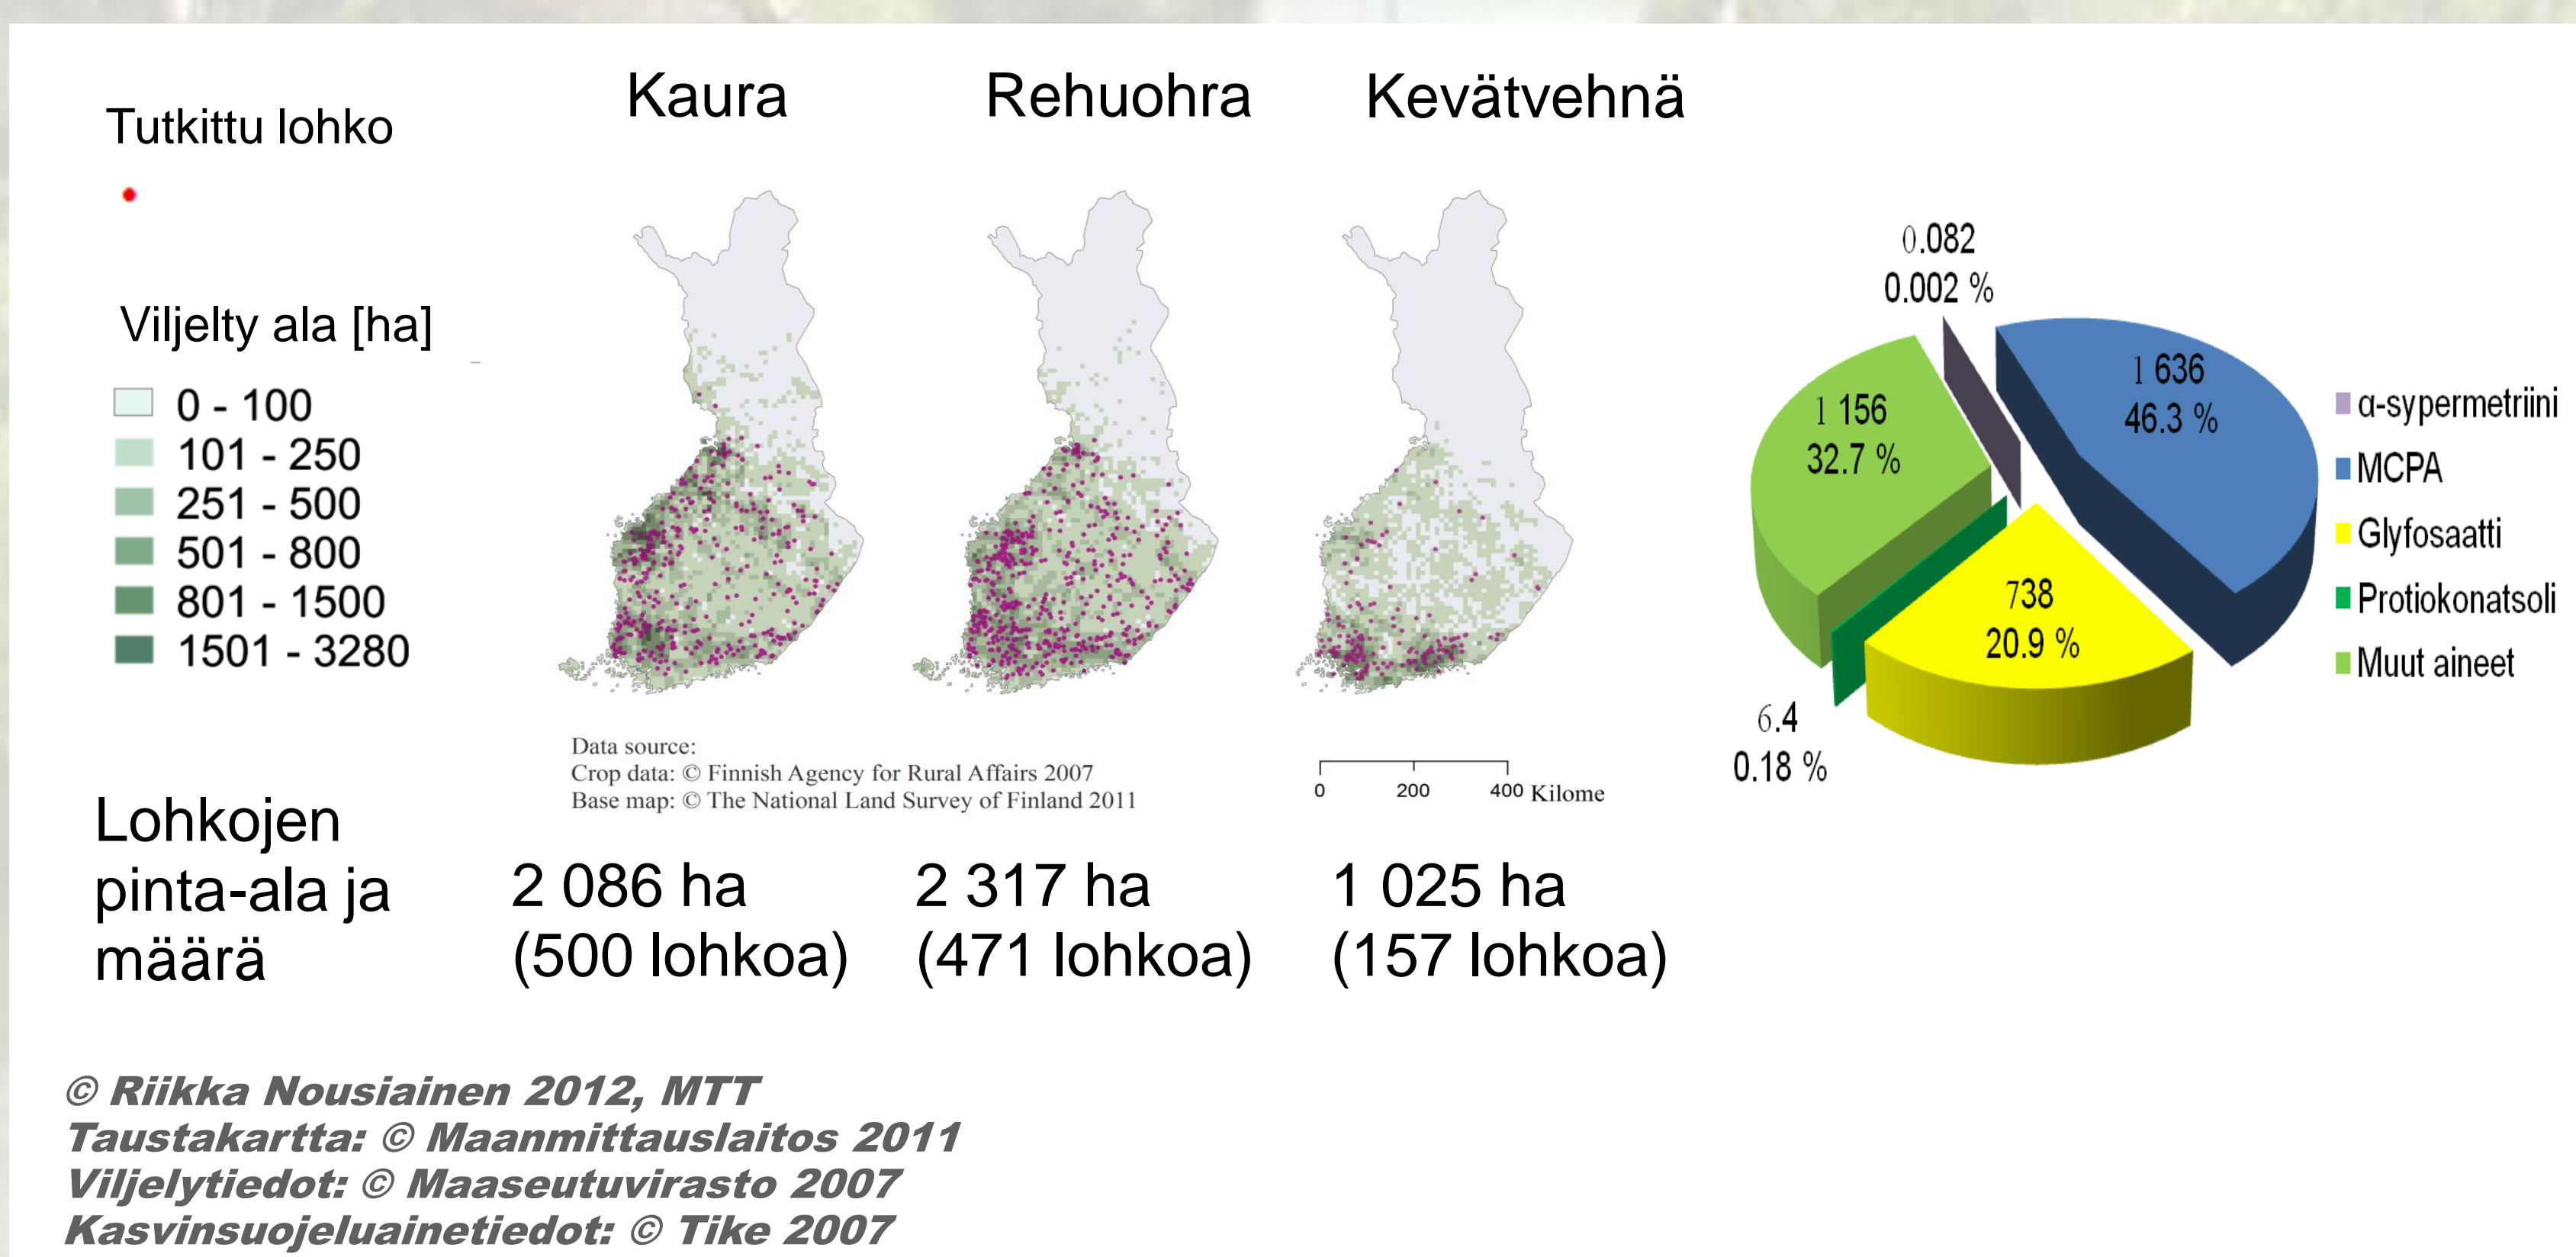 Tutkittu lohko
Kaura
Rehuohra
Kevätvehnä
Viljelty ala [ha]
0 - 100
101 - 250
251 - 500
501 - 800
801 - 1500
1501 - 3280
Data source:
Crop data: © Finnish Agency for Rural Affairs 2007
Base map: © The National Land Survey of Finland 2011
0 200 400 Kilome
0.082
0.002 %
1 636
46.3 %
1 156
32.7 %
738
20.9 %
6.4
0.18 %
α-sypermetriini
MCPA
Glyfosaatti
Protiokonatsoli
Muut aineet
Lohkojen
pinta-ala ja
määrä
2 086 ha
(500 lohkoa)
2 317 ha
(471 lohkoa)
1 025 ha
(157 lohkoa)
© Riikka Nousiainen 2012, MTT
Taustakartta: © Maanmittauslaitos 2011
Viljelytiedot: © Maaseutuvirasto 2007
Kasvinsuojeluainetiedot: © Tike 2007